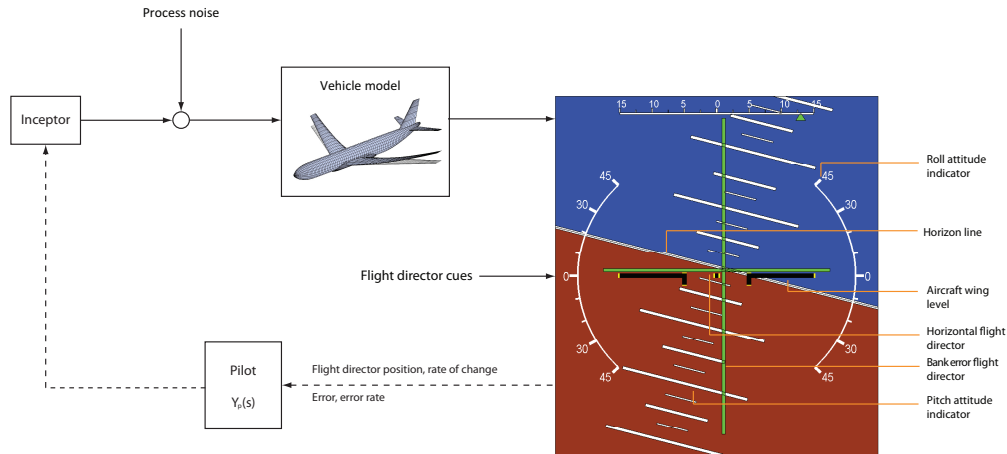 Process noise
Inceptor
Vehicle model
15 10 5 0 5 10 15
45 45
30 30
0 0
30 30
45 45
Roll attitude
indicator
Horizon line
Flight director cues
Aircraft wing
level
Horizontal flight
director
Bank error flight
director
Pitch attitude
indicator
Pilot
Yp(s)
Flight director position, rate of change
Error, error rate